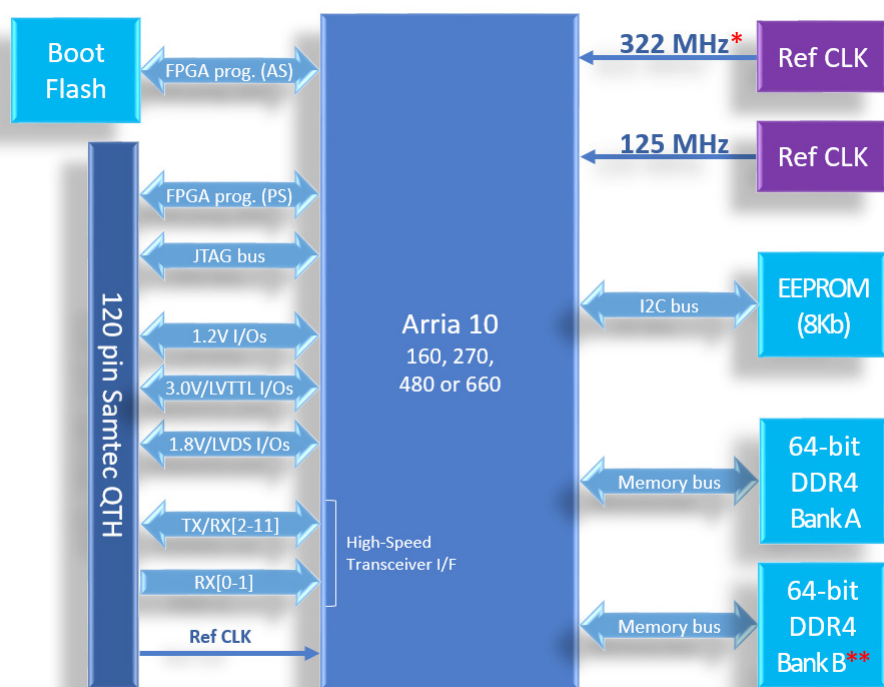 Boot
Flash
FPGA prog. (AS)
120 pin Samtec QTH
FPGA prog. (PS)
JTAG bus
1.2V I/Os
3.0V/LVTTL I/Os
1.8V/LVDS I/Os
TX/RX[2-11]
RX[0-1]
Ref CLK
High-Speed
Transceiver I/F
Arria 10
160, 270,
480 or 660
322 MHz*
Ref CLK
125 MHz
Ref CLK
I2C bus
EEPROM
(8Kb)
Memory bus
64-bit
DDR4
Bank A
Memory bus
64-bit
DDR4
Bank B**